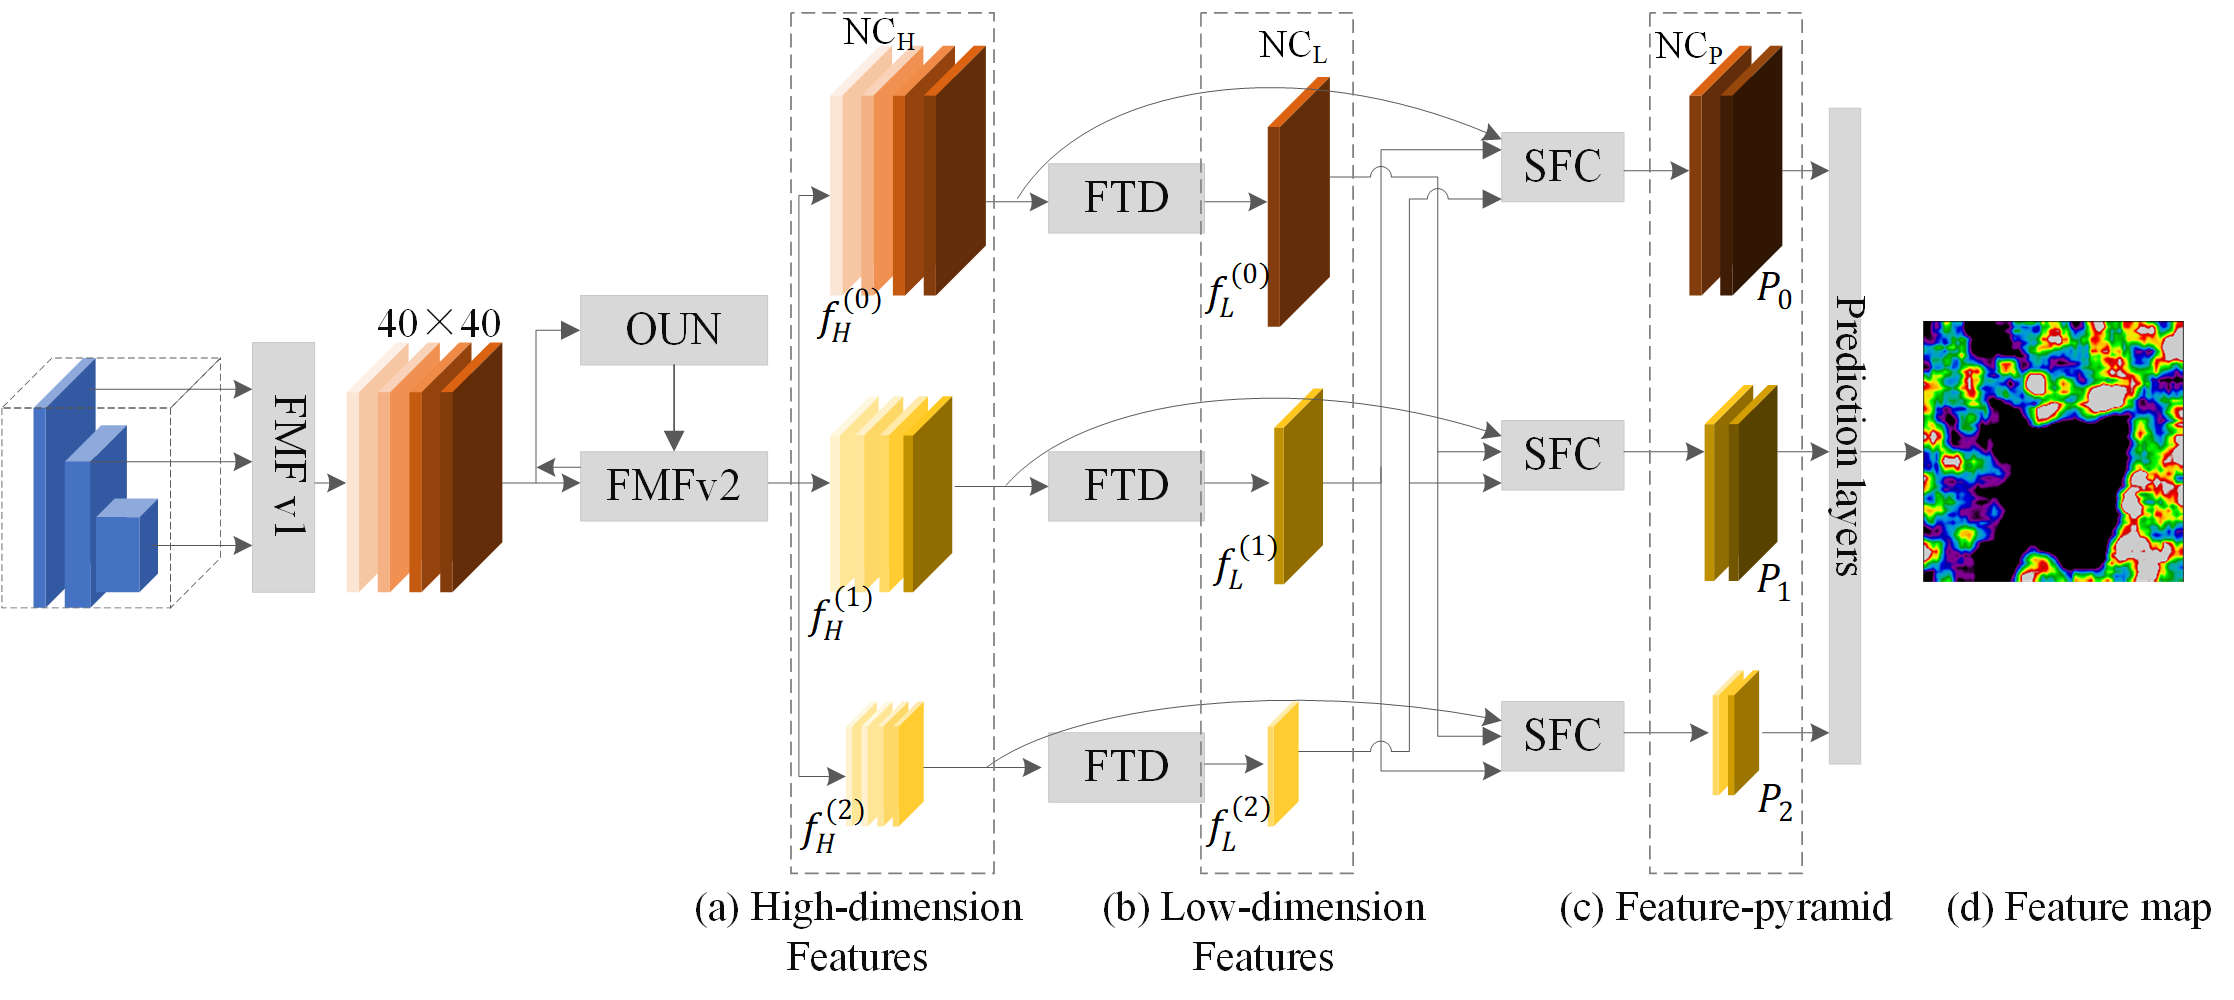 NC_H
NC_L
NC_P
SFC
FTD
f_L^(0)
P_0
f_H^(0)
40×40
OUN
Prediction layers
FMF v1
FMFv2
FTD
SFC
f_L^(1)
P_1
f_H^(1)
SFC
FTD
P_2
f_H^(2)
f_L^(2)
(a) High-dimension
Features
(b) Low-dimension
Features
(c) Feature-pyramid
(d) Feature map